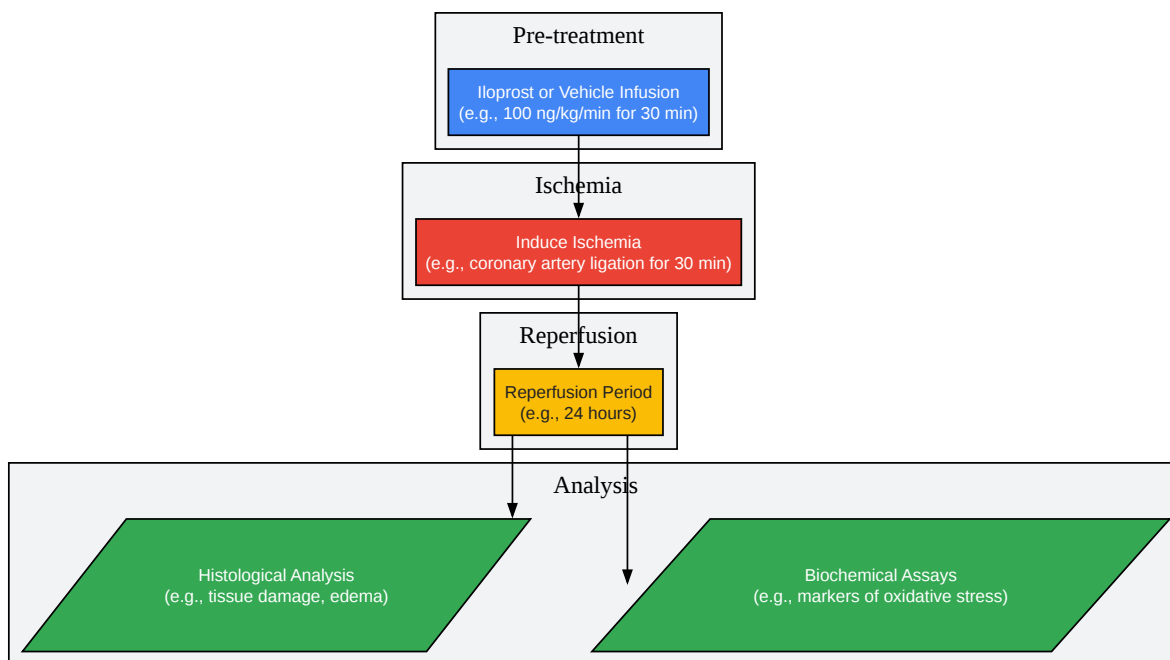 Pre-treatment
Iloprost or Vehicle Infusion
(e.g., 100 ng/kg/min for 30 min)
Ischemia
Induce Ischemia
(e.g., coronary artery ligation for 30 min)
Reperfusion
Reperfusion Period
(e.g., 24 hours)
Analysis
Histological Analysis
(e.g., tissue damage, edema)
Biochemical Assays
(e.g., markers of oxidative stress)